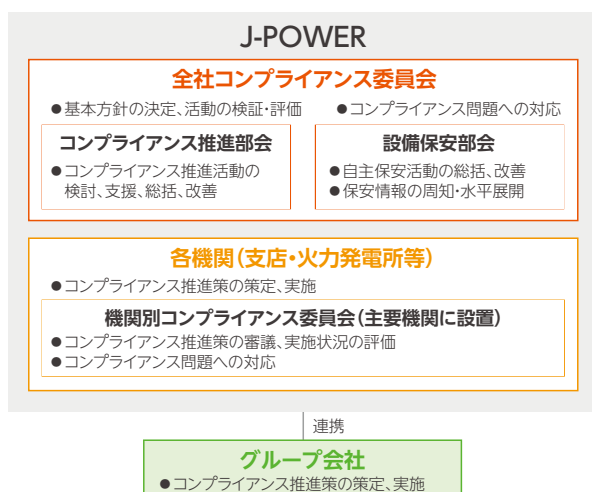 J-POWER
全社コンプライアンス委員会
●基本方針の決定、活動の検証・評価 ●コンプライアンス問題への対応
コンプライアンス推進部会
●コンプライアンス推進活動の
検討、支援、総括、改善
設備保安部会
●自主保安活動の総括、改善
●保安情報の周知・水平展開
各機関(支店・火力発電所等)
●コンプライアンス推進策の策定、実施
機関別コンプライアンス委員会(主要機関に設置)
●コンプライアンス推進策の審議、実施状況の評価
●コンプライアンス問題への対応
連携
グループ会社
●コンプライアンス推進策の策定、実施